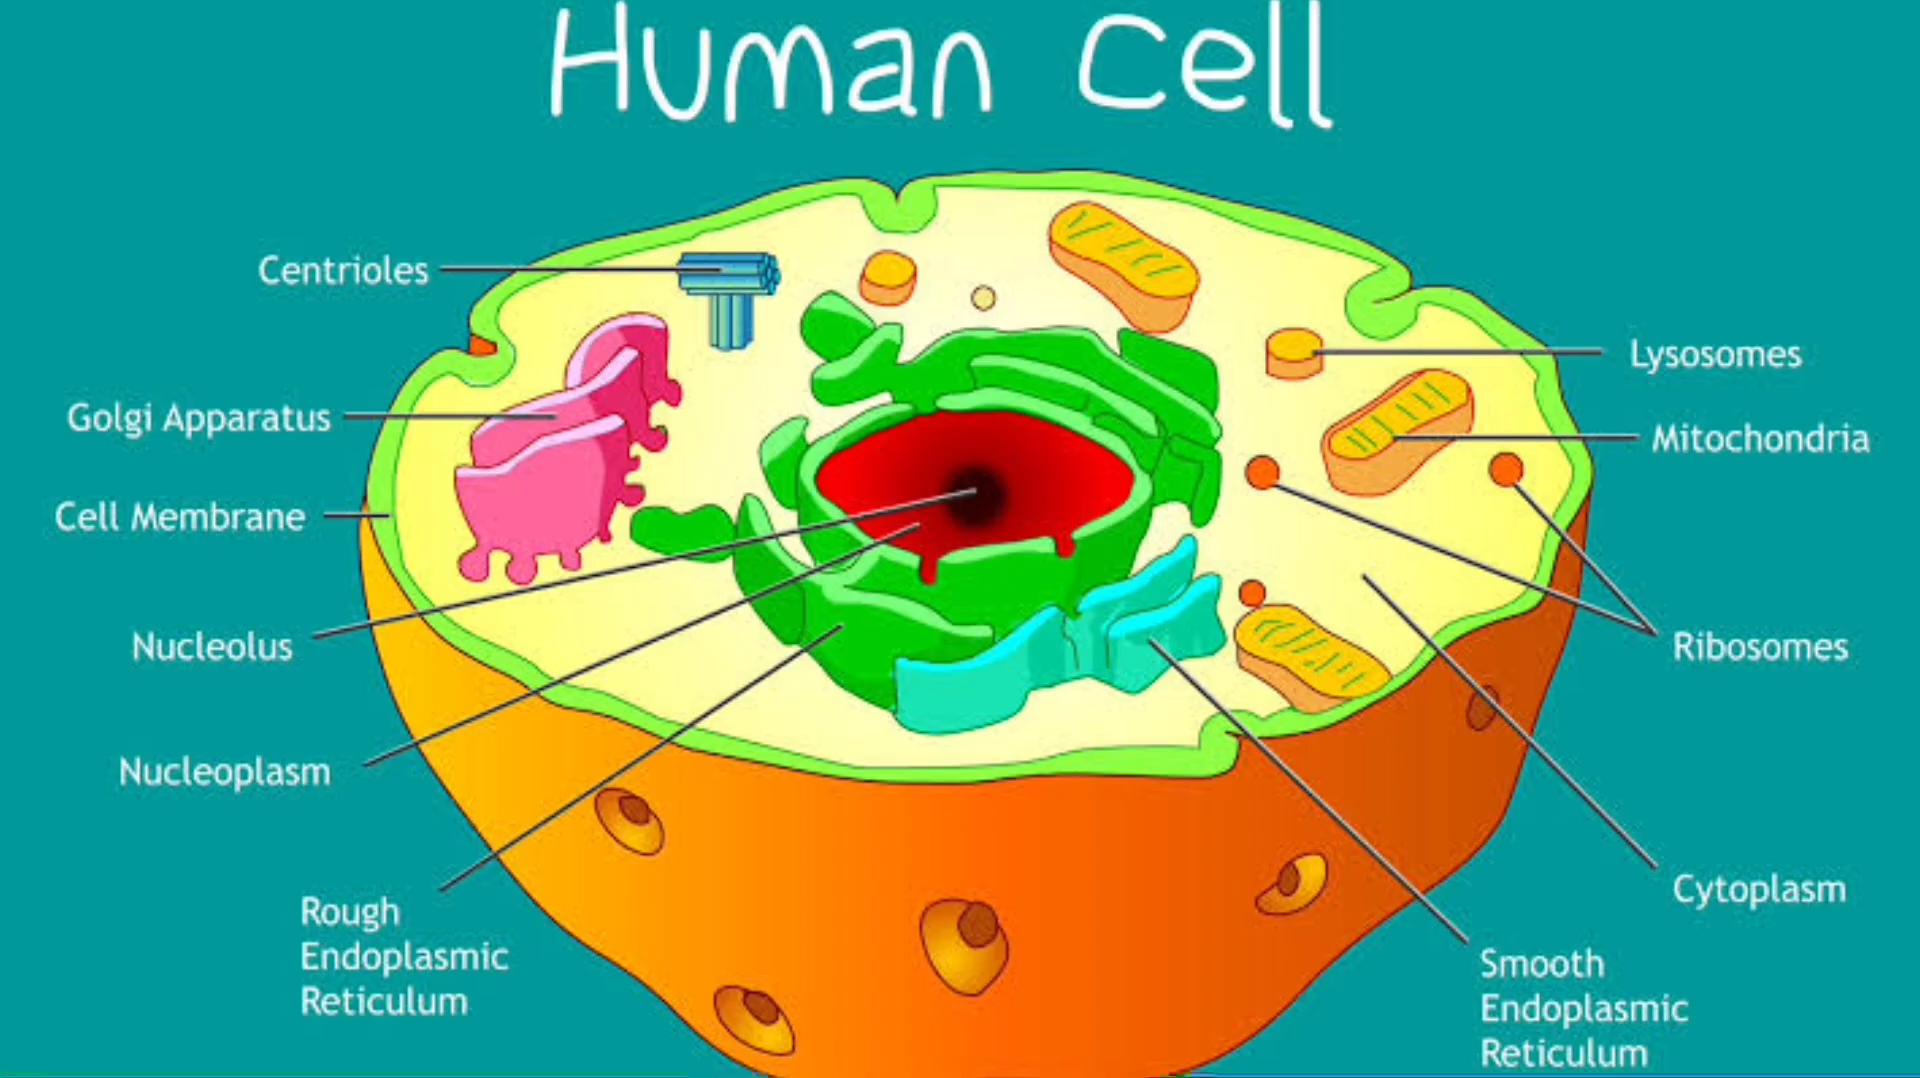 Human Cell
Centrioles
Golgi Apparatus
Cell Membrane
Nucleolus
Nucleoplasm
Rough
Endoplasmic
Reticulum
Lysosomes
Mitochondria
Ribosomes
Cytoplasm
Smooth
Endoplasmic
Reticulum